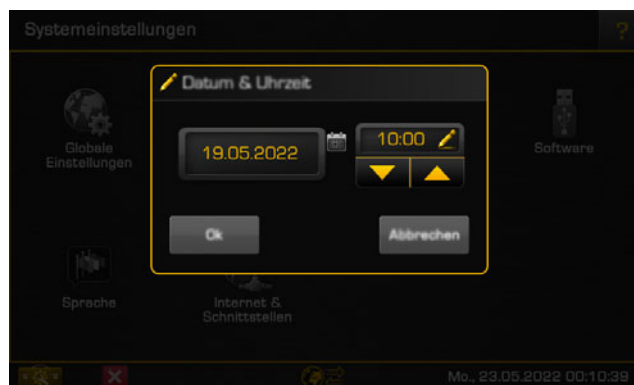 Systemeinstellungen
?
Datum & Uhrzeit
19.05.2022
10:00
Globale
Einstellungen
Software
Ok
Abbrechen
Sprache
Internet &
Schnittstellen
Mo., 23.05.2022 00:10:39